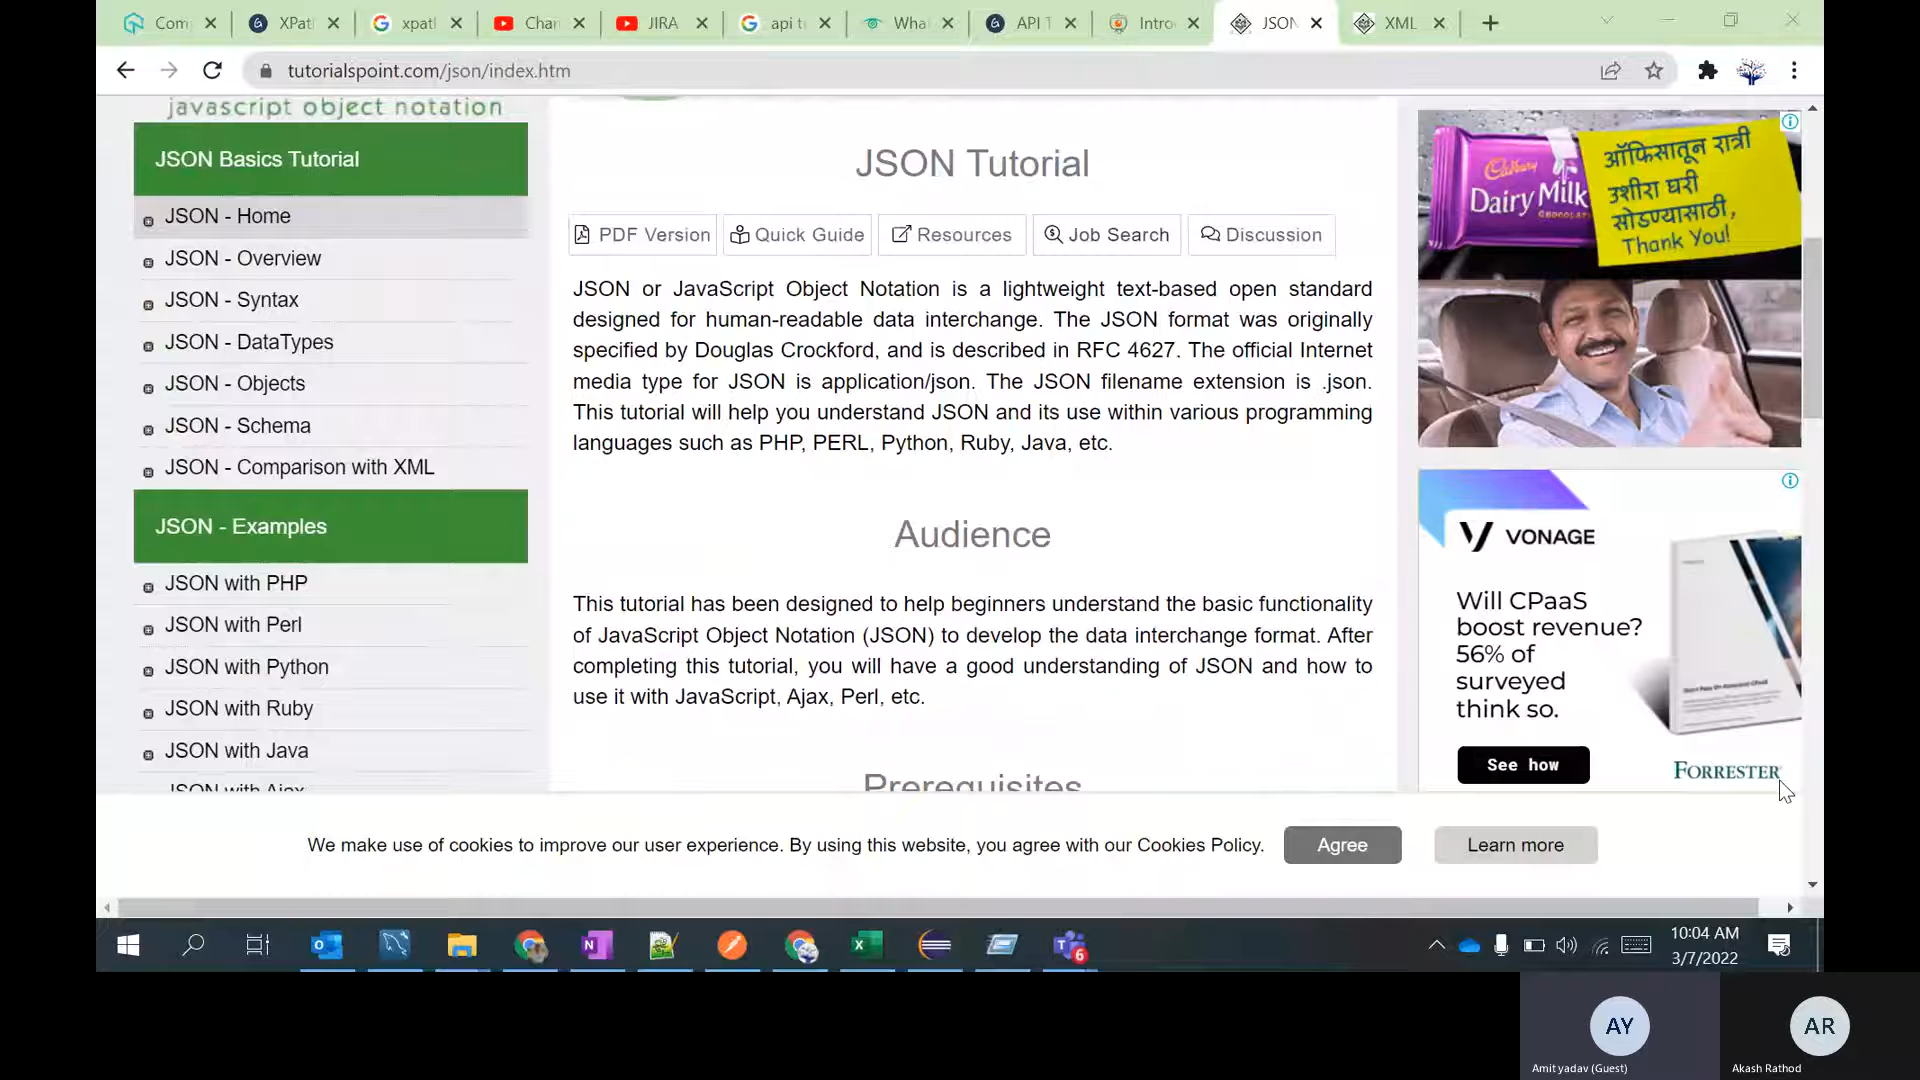 Com
XPat
xpatl
Chan
JIRA
api t
Wha
API T
Intro
JSON
XML
tutorialspoint.com/json/index.htm
javascript object notation
JSON Basics Tutorial
JSON - Home
JSON - Overview
JSON - Syntax
JSON - DataTypes
JSON - Objects
JSON - Schema
JSON - Comparison with XML
JSON - Examples
JSON with PHP
JSON with Perl
JSON with Python
JSON with Ruby
JSON with Java
JSON with Ajax
JSON Tutorial
PDF Version
Quick Guide
Resources
Job Search
Discussion
JSON or JavaScript Object Notation is a lightweight text-based open standard
designed for human-readable data interchange. The JSON format was originally
specified by Douglas Crockford, and is described in RFC 4627. The official Internet
media type for JSON is application/json. The JSON filename extension is .json.
This tutorial will help you understand JSON and its use within various programming
languages such as PHP, PERL, Python, Ruby, Java, etc.
Audience
This tutorial has been designed to help beginners understand the basic functionality
of JavaScript Object Notation (JSON) to develop the data interchange format. After
completing this tutorial, you will have a good understanding of JSON and how to
use it with JavaScript, Ajax, Perl, etc.
Prerequisites
Cadbury
Dairy Milk
CHOCOLATE
ऑफिसातून रात्री
उशीरा घरी
सोडण्यासाठी,
Thank You!
VONAGE
Will CPaaS
boost revenue?
56% of
surveyed
think so.
See how
FORRESTER
We make use of cookies to improve our user experience. By using this website, you agree with our Cookies Policy.
Agree
Learn more
6
10:04 AM
3/7/2022
AY
Amit yadav (Guest)
AR
Akash Rathod